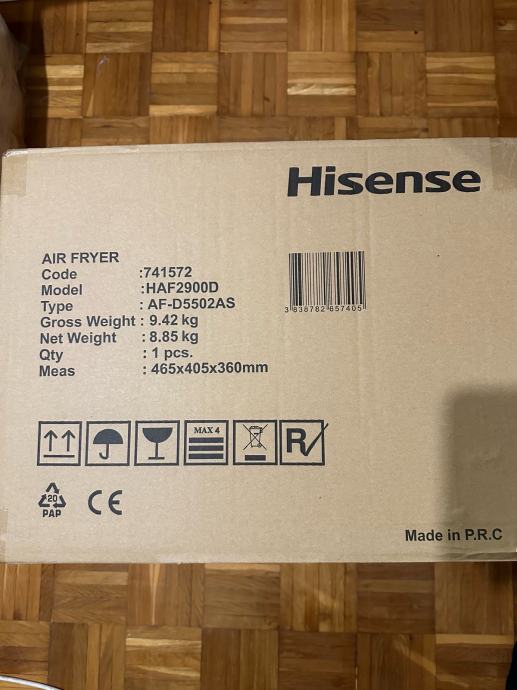 Hisense
AIR FRYER
Code :741572
Model :HAF2900D
Type : AF-D5502AS
Gross Weight : 9.42 kg
Net Weight : 8.85 kg
Qty : 1 pcs.
Meas : 465x405x360mm
3 838782 657405
MAX 4
R
20
PAP
CE
Made in P.R.C